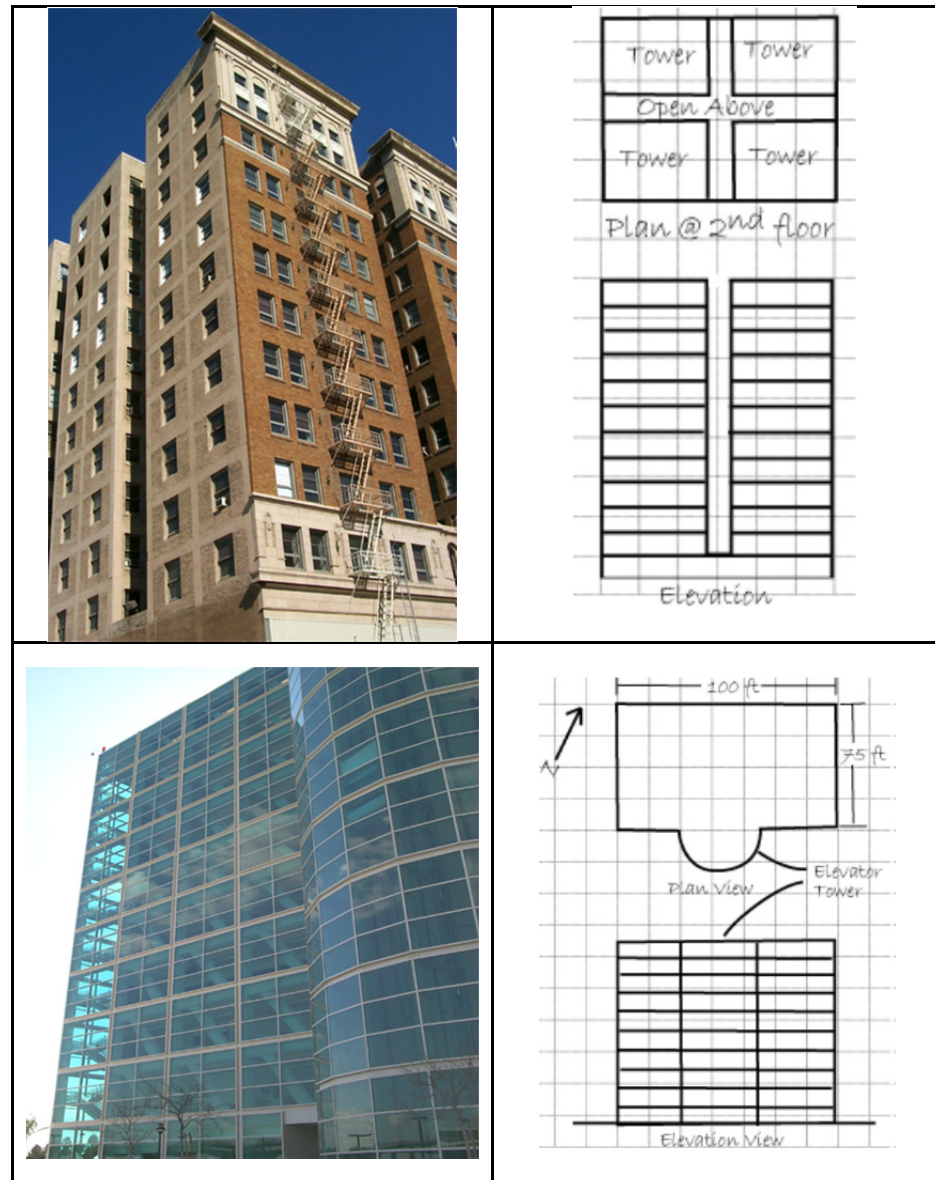 Tower Tower
Open Above
Tower Tower
Plan @ 2nd floor
Elevation
100 ft
75 ft
N
Plan View
Elevator
Tower
Elevation View